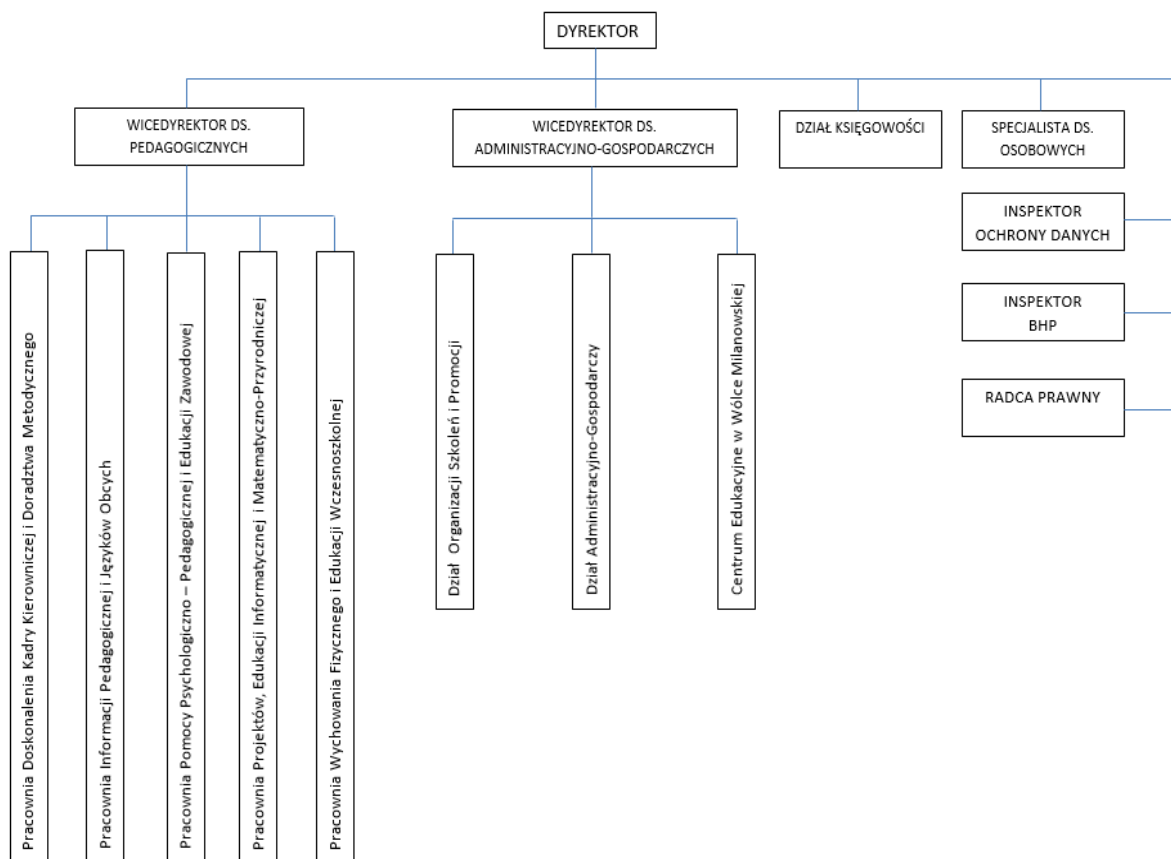 DYREKTOR
WICEDYREKTOR DS.
PEDAGOGICZNYCH
WICEDYREKTOR DS.
ADMINISTRACYJNO-GOSPODARCZYCH
DZIAŁ KSIĘGOWOŚCI
SPECJALISTA DS.
OSOBOWYCH
INSPEKTOR
OCHRONY DANYCH
INSPEKTOR
BHP
RADCA PRAWNY
Pracownia Doskonalenia Kadry Kierowniczej i Doradztwa Metodycznego
Pracownia Informacji Pedagogicznej i Języków Obcych
Pracownia Pomocy Psychologiczno – Pedagogicznej i Edukacji Zawodowej
Pracownia Projektów, Edukacji Informatycznej i Matematyczno-Przyrodniczej
Pracownia Wychowania Fizycznego i Edukacji Wczesnoszkolnej
Dział Organizacji Szkoleń i Promocji
Dział Administracyjno-Gospodarczy
Centrum Edukacyjne w Wólce Milanowskiej